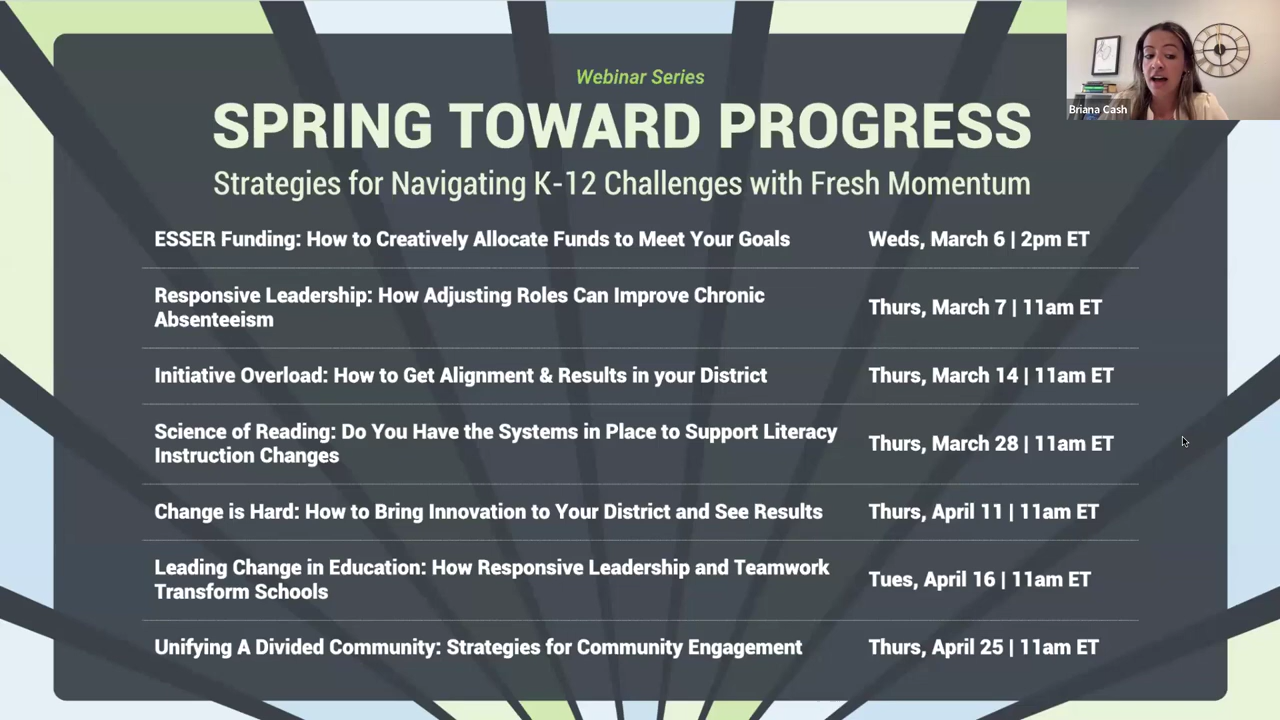 Webinar Series
SPRING TOWARD PROGRESS
Strategies for Navigating K-12 Challenges with Fresh Momentum
Briana Cash
ESSER Funding: How to Creatively Allocate Funds to Meet Your Goals
Weds, March 6 | 2pm ET
Responsive Leadership: How Adjusting Roles Can Improve Chronic
Absenteeism
Thurs, March 7 | 11am ET
Initiative Overload: How to Get Alignment & Results in your District
Thurs, March 14 | 11am ET
Science of Reading: Do You Have the Systems in Place to Support Literacy
Instruction Changes
Thurs, March 28 | 11am ET
Change is Hard: How to Bring Innovation to Your District and See Results
Thurs, April 11 | 11am ET
Leading Change in Education: How Responsive Leadership and Teamwork
Transform Schools
Tues, April 16 | 11am ET
Unifying A Divided Community: Strategies for Community Engagement
Thurs, April 25 | 11am ET